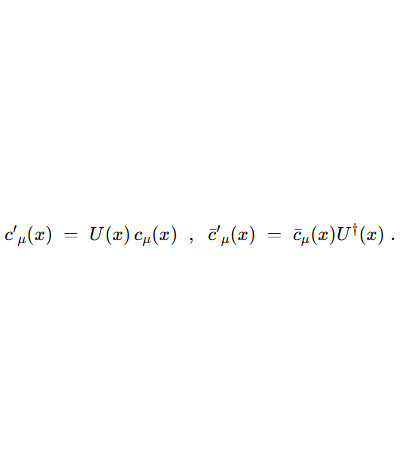 c′μ(x) = U(x) cμ(x) , c̄′μ(x) = c̄μ(x)U†(x) .